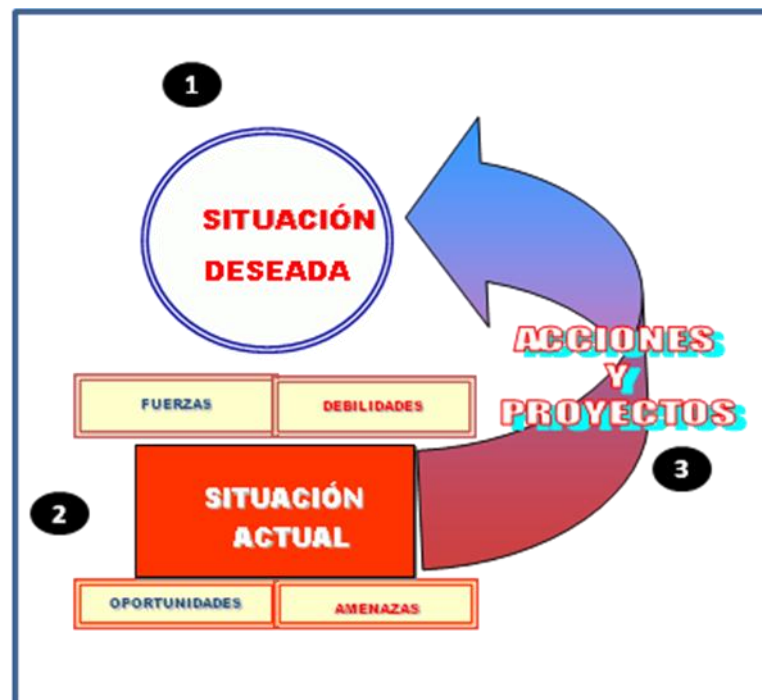 1
SITUACIÓN
DESEADA
ACCIONES
Y
PROYECTOS
FUERZAS
DEBILIDADES
3
2
SITUACIÓN
ACTUAL
OPORTUNIDADES
AMENAZAS